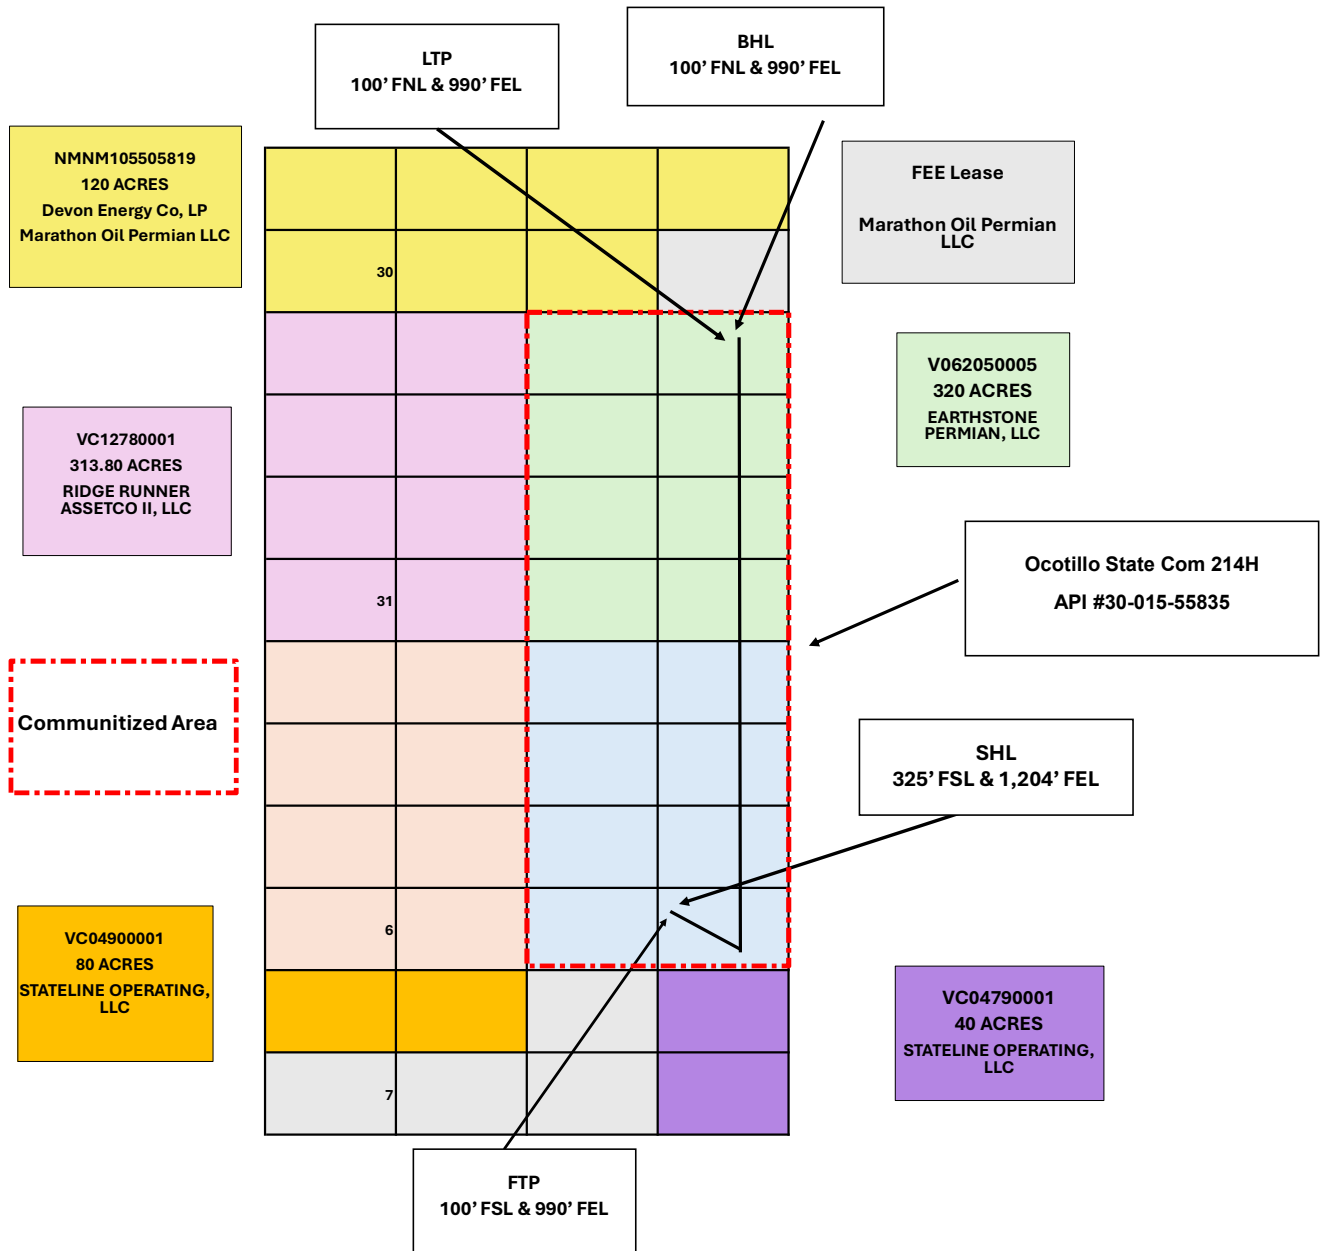 LTP
100' FNL & 990' FEL
BHL
100' FNL & 990' FEL
NMNM105505819
120 ACRES
Devon Energy Co, LP
Marathon Oil Permian LLC
FEE Lease
Marathon Oil Permian
LLC
30
V062050005
320 ACRES
EARTHSTONE
PERMIAN, LLC
VC12780001
313.80 ACRES
RIDGE RUNNER
ASSETCO II, LLC
Ocotillo State Com 214H
API #30-015-55835
31
Communitized Area
SHL
325' FSL & 1,204' FEL
6
VC04900001
80 ACRES
STATELINE OPERATING,
LLC
VC04790001
40 ACRES
STATELINE OPERATING,
LLC
7
FTP
100' FSL & 990' FEL